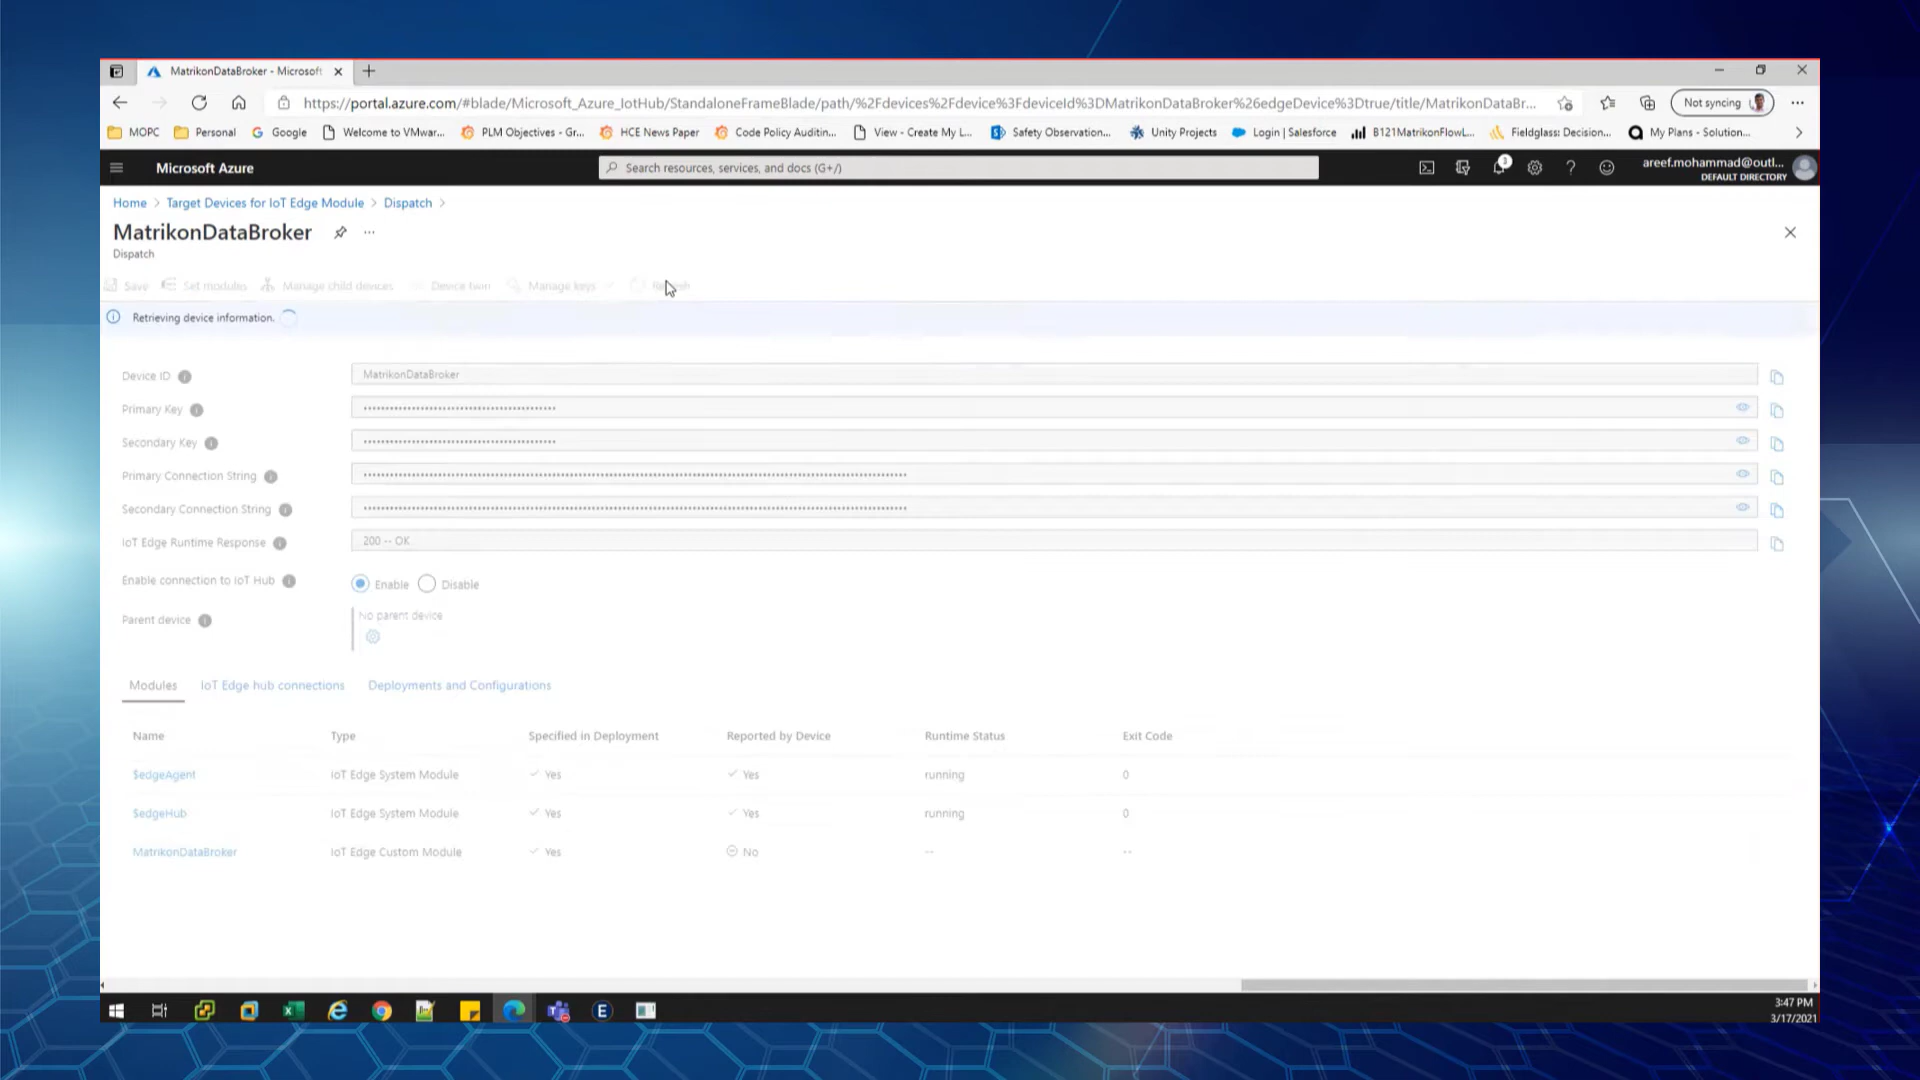 MatrikonDataBroker - Microsoft
https://portal.azure.com/#blade/Microsoft_Azure_IotHub/StandaloneFrameBlade/path/%2Fdevices%2Fdevice%3FdeviceId%3DMatrikonDataBroker%26edgeDevice%3Dtrue/title/MatrikonDataBr...
Not syncing
MOPC Personal Google Welcome to VMwar... PLM Objectives - Gr... HCE News Paper Code Policy Auditin... View - Create My L... Safety Observation... Unity Projects Login | Salesforce B121MatrikonFlowL... Fieldglass: Decision... My Plans - Solution...
Microsoft Azure
Search resources, services, and docs (G+/)
areef.mohammad@outl...
DEFAULT DIRECTORY
Home > Target Devices for IoT Edge Module > Dispatch >
MatrikonDataBroker
Dispatch
Save Set modules Manage child devices Device twin Manage keys
Retrieving device information.
Device ID MatrikonDataBroker
Primary Key
Secondary Key
Primary Connection String
Secondary Connection String
IoT Edge Runtime Response 200 -- OK
Enable connection to IoT Hub Enable Disable
Parent device No parent device
Modules IoT Edge hub connections Deployments and Configurations
Name Type Specified in Deployment Reported by Device Runtime Status Exit Code
$edgeAgent IoT Edge System Module Yes Yes running 0
$edgeHub IoT Edge System Module Yes Yes running 0
MatrikonDataBroker IoT Edge Custom Module Yes No -- --
3:47 PM
3/17/2021